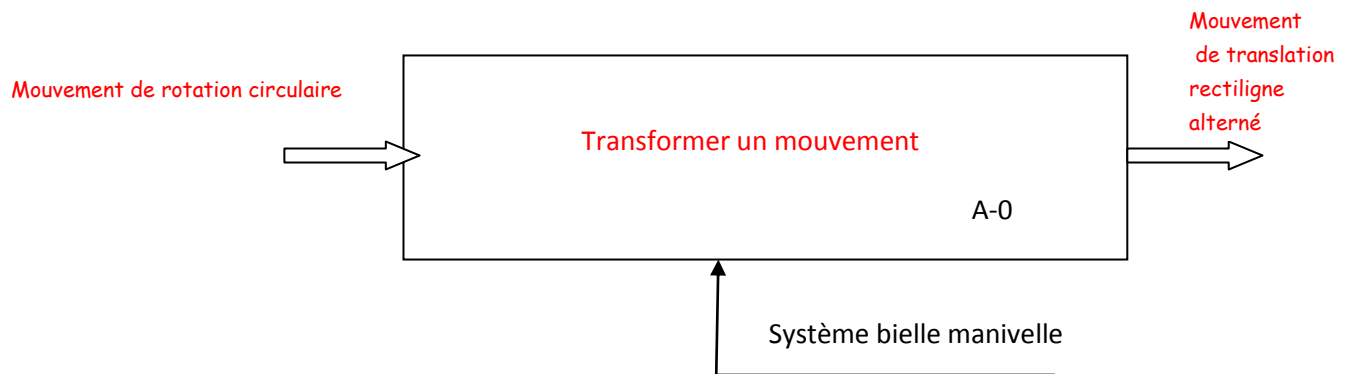 Mouvement de rotation circulaire
Transformer un mouvement
A-0
Mouvement
de translation
rectiligne
alterné
Système bielle manivelle